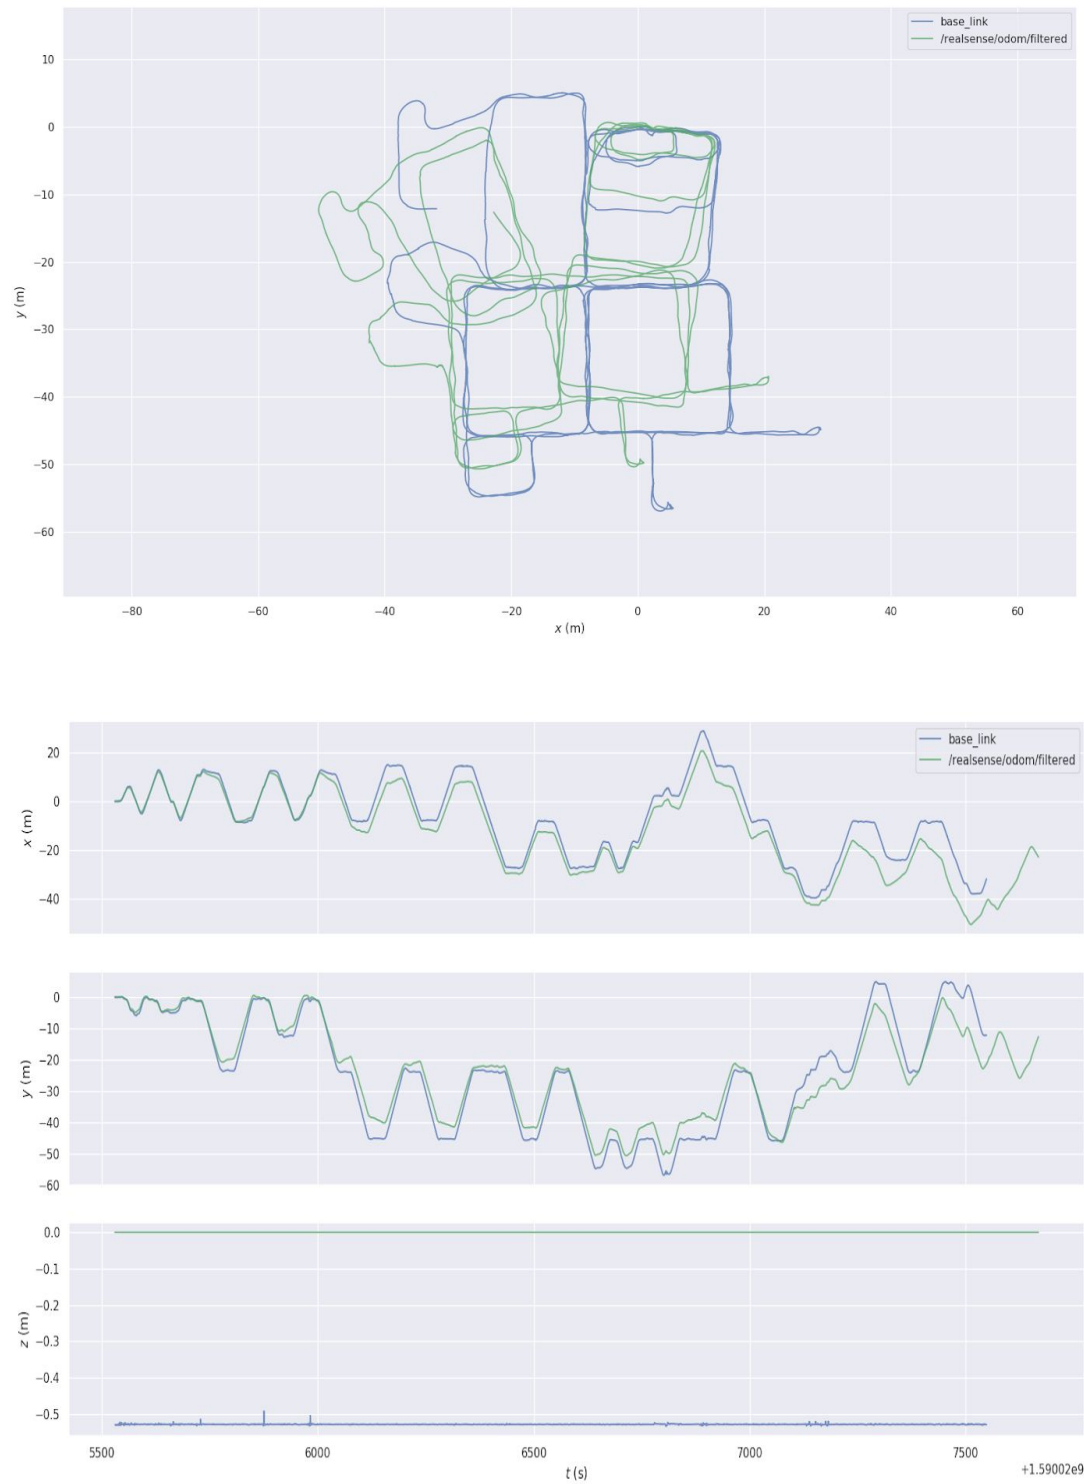 base_link
/realsense/odom/filtered
10
0
−10
−20
−30
−40
−50
−60
y (m)
−80 −60 −40 −20 0 20 40 60
x (m)
base_link
/realsense/odom/filtered
20
0
−20
−40
x (m)
0
−10
−20
−30
−40
−50
−60
y (m)
0.0
−0.1
−0.2
−0.3
−0.4
−0.5
z (m)
5500 6000 6500 7000 7500
t (s)
+1.59002e9